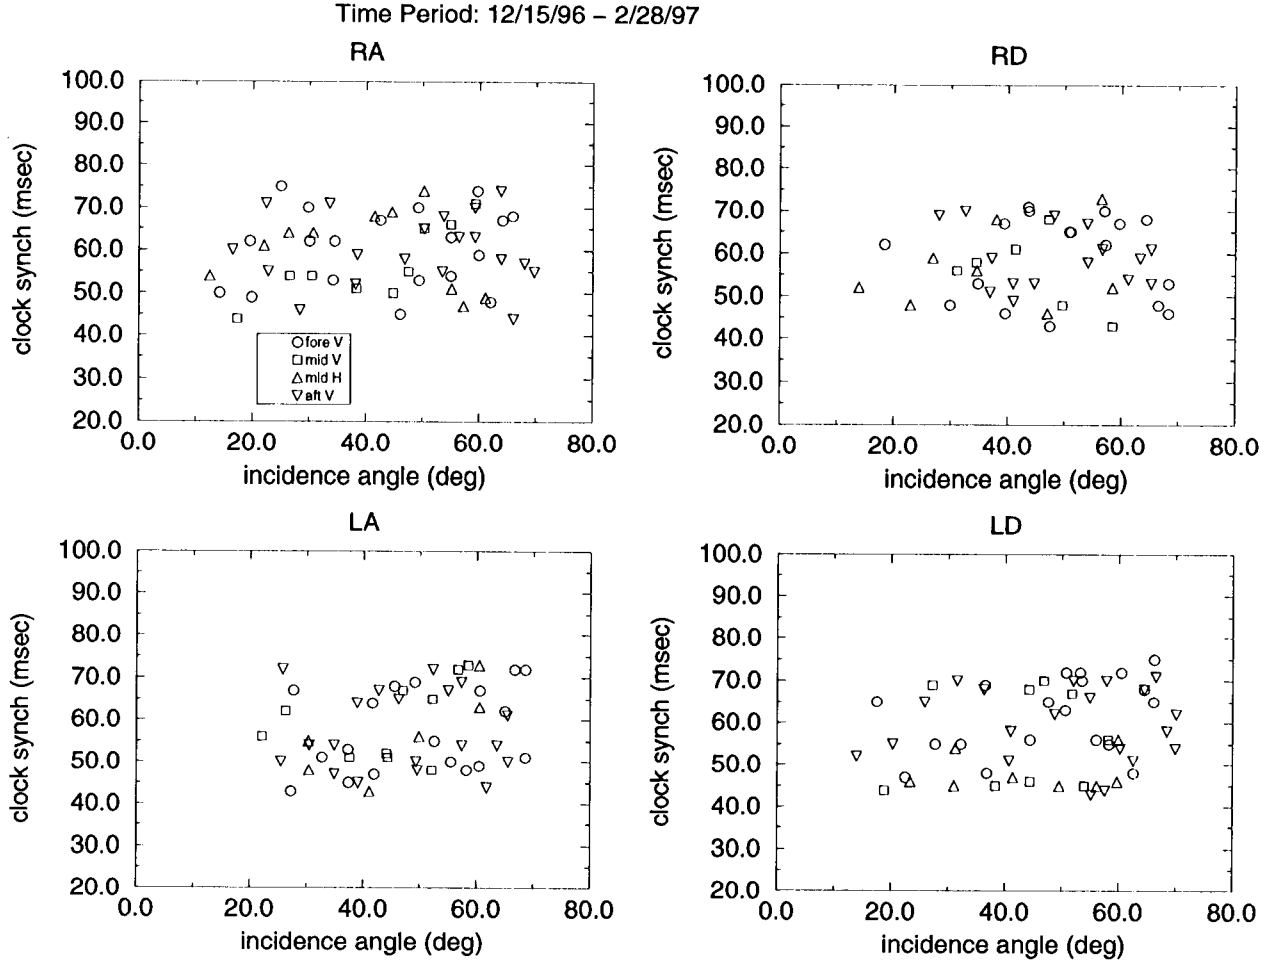 Time Period: 12/15/96 – 2/28/97
RA
100.0
90.0
80.0
70.0
60.0
50.0
40.0
30.0
20.0
clock synch (msec)
fore V
mid V
mid H
aft V
0.0 20.0 40.0 60.0 80.0
incidence angle (deg)
RD
100.0
90.0
80.0
70.0
60.0
50.0
40.0
30.0
20.0
clock synch (msec)
0.0 20.0 40.0 60.0 80.0
incidence angle (deg)
LA
100.0
90.0
80.0
70.0
60.0
50.0
40.0
30.0
20.0
clock synch (msec)
0.0 20.0 40.0 60.0 80.0
incidence angle (deg)
LD
100.0
90.0
80.0
70.0
60.0
50.0
40.0
30.0
20.0
clock synch (msec)
0.0 20.0 40.0 60.0 80.0
incidence angle (deg)